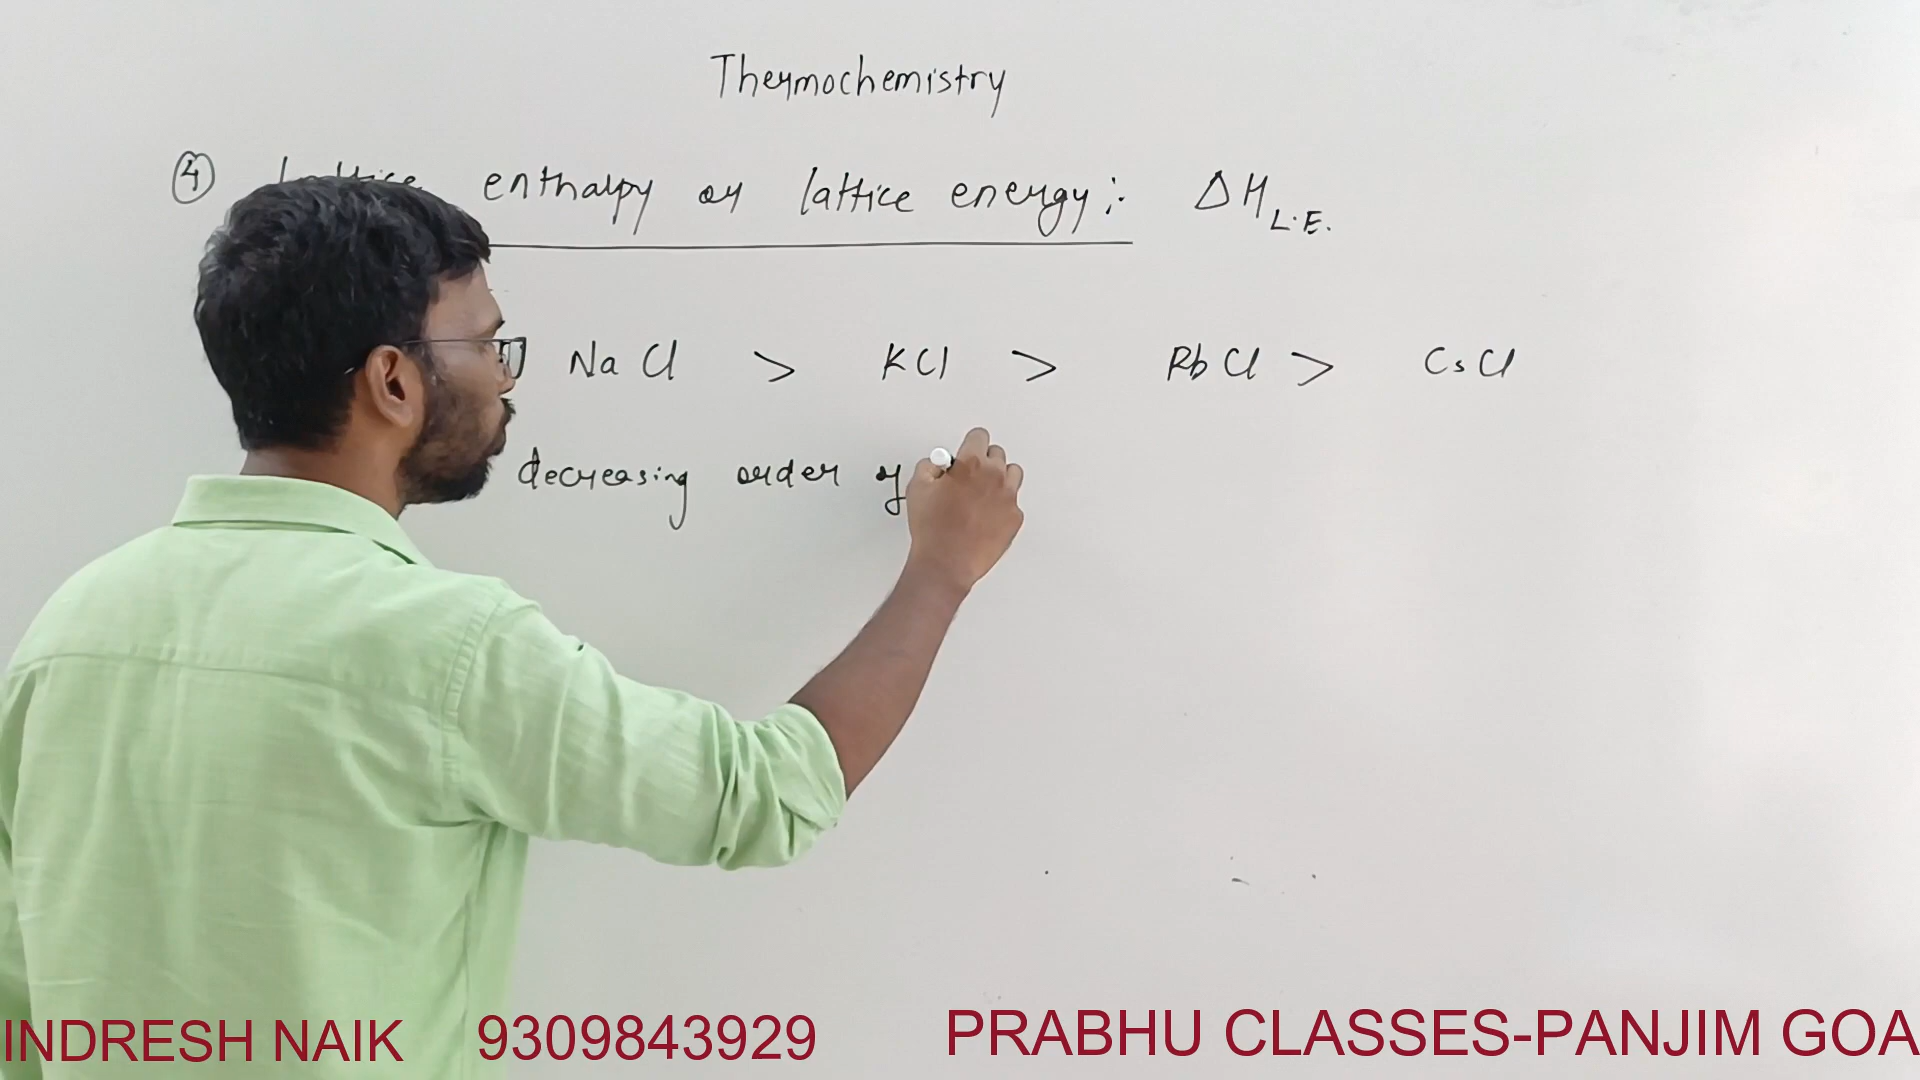 Thermochemistry
④ Lattice enthalpy or lattice energy :- ΔH L.E.
NaCl > KCl > RbCl > CsCl
decreasing order of
INDRESH NAIK 9309843929 PRABHU CLASSES-PANJIM GOA